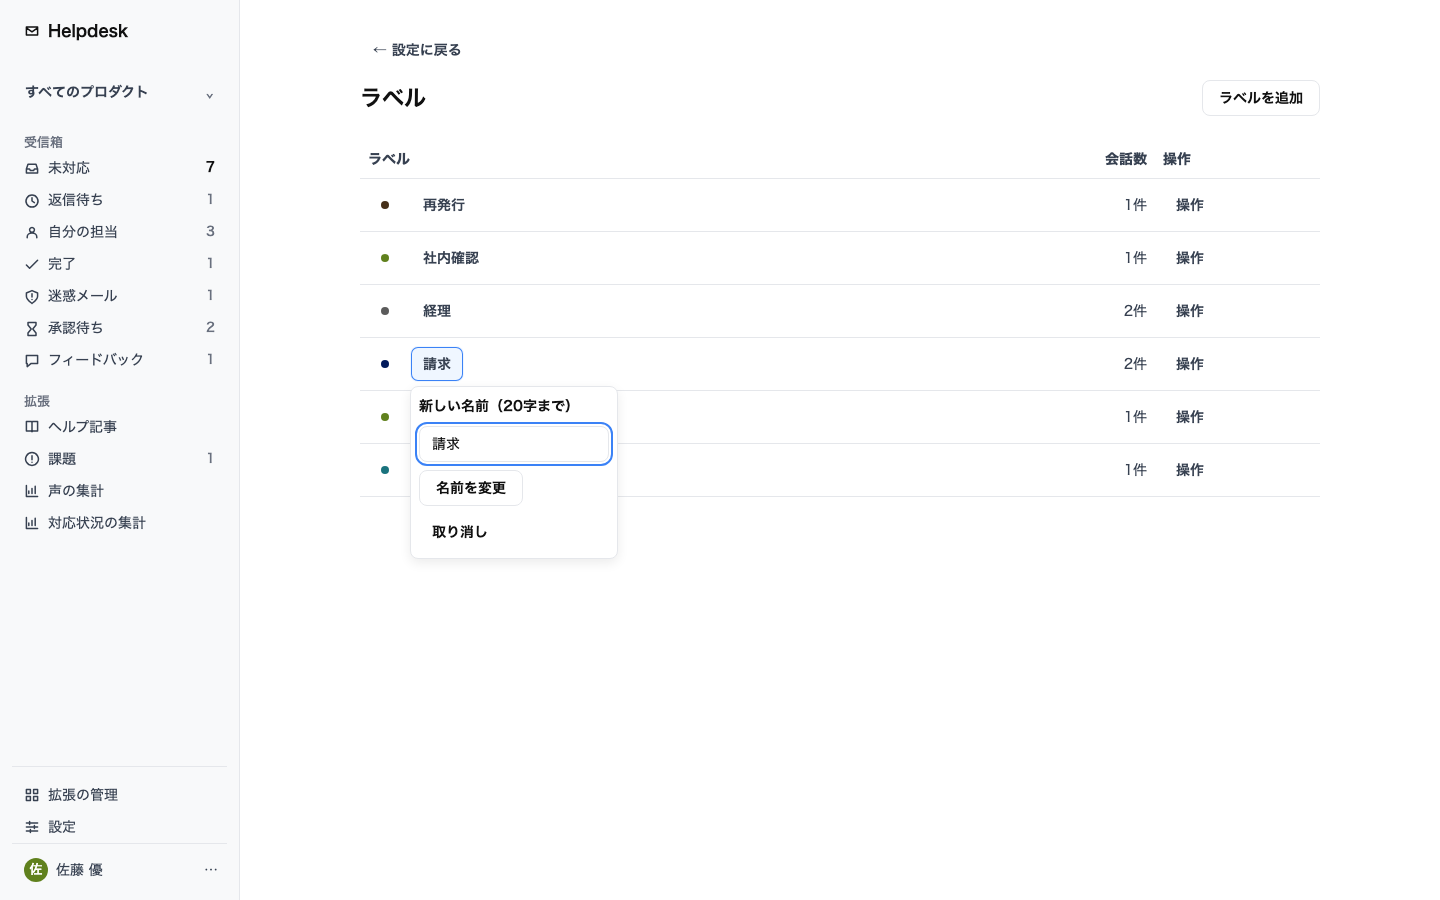 Helpdesk
すべてのプロダクト
受信箱
未対応 7
返信待ち 1
自分の担当 3
完了 1
迷惑メール 1
承認待ち 2
フィードバック 1
拡張
ヘルプ記事
課題 1
声の集計
対応状況の集計
拡張の管理
設定
佐 佐藤 優 …
← 設定に戻る
ラベル
ラベルを追加
ラベル 会話数 操作
再発行 1件 操作
社内確認 1件 操作
経理 2件 操作
請求 2件 操作
1件 操作
1件 操作
新しい名前（20字まで）
請求
名前を変更
取り消し